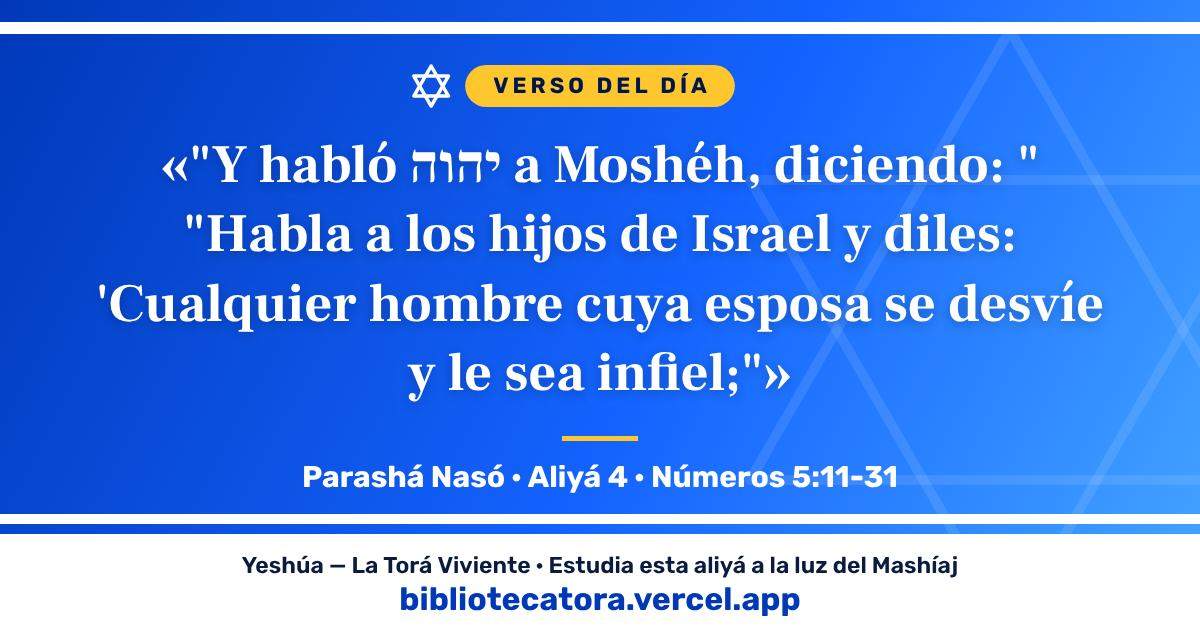 VERSO DEL DÍA
«"Y habló יהוה a Moshéh, diciendo: "
"Habla a los hijos de Israel y diles:
'Cualquier hombre cuya esposa se desvíe
y le sea infiel;"»
Parashá Nasó • Aliyá 4 • Números 5:11-31
Yeshúa — La Torá Viviente • Estudia esta aliyá a la luz del Mashíaj
bibliotecatora.vercel.app